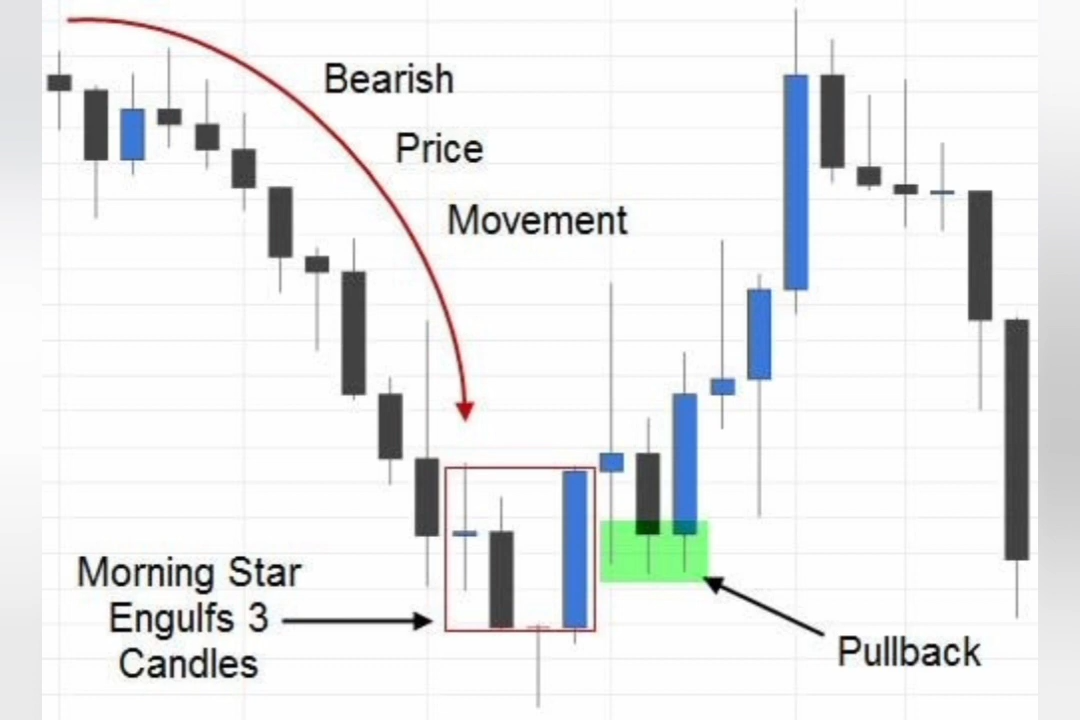 Bearish
Price
Movement
Morning Star
Engulfs 3
Candles
Pullback